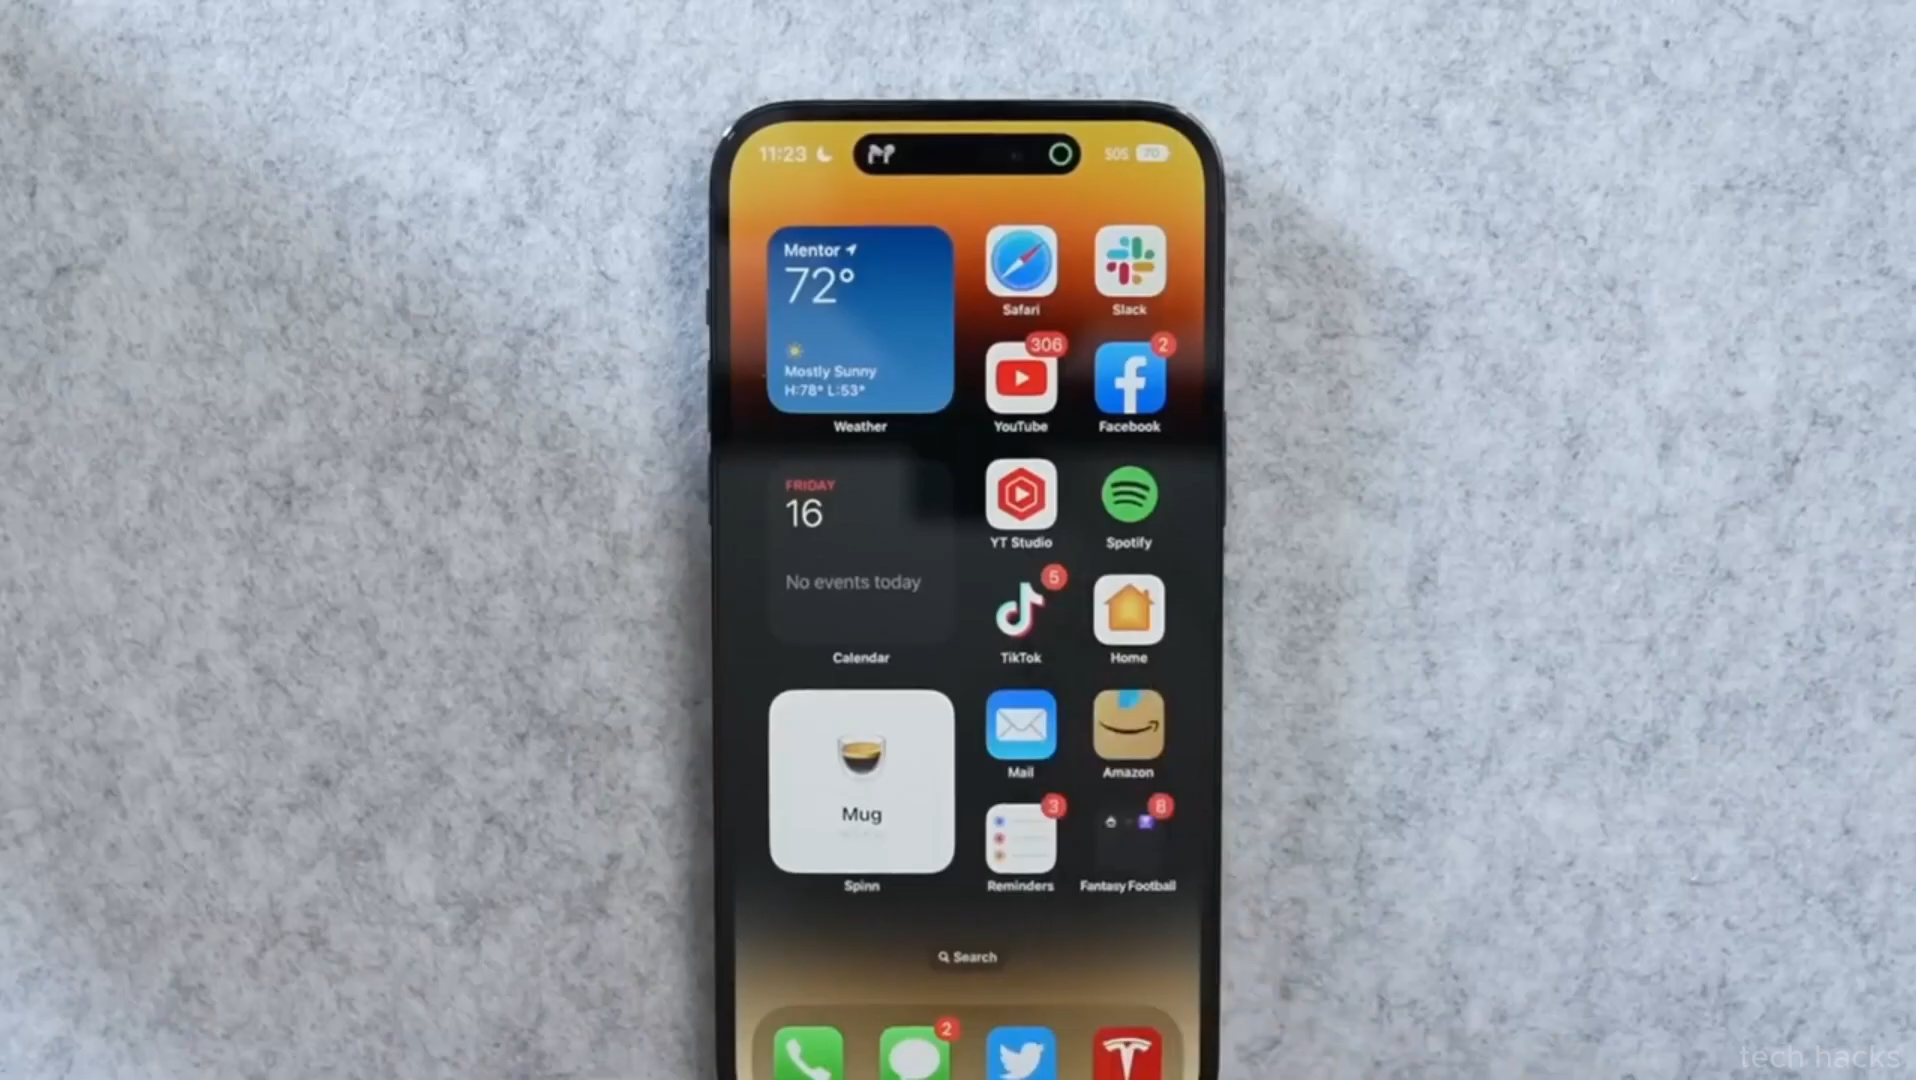 11:23
SOS 70
Mentor
72°
Mostly Sunny
H:78° L:53°
Weather
Safari
Slack
306
2
YouTube
Facebook
FRIDAY
16
No events today
Calendar
YT Studio
Spotify
5
TikTok
Home
Mug
Spinn
Mail
Amazon
3
8
Reminders
Fantasy Football
Search
2
tech hacks